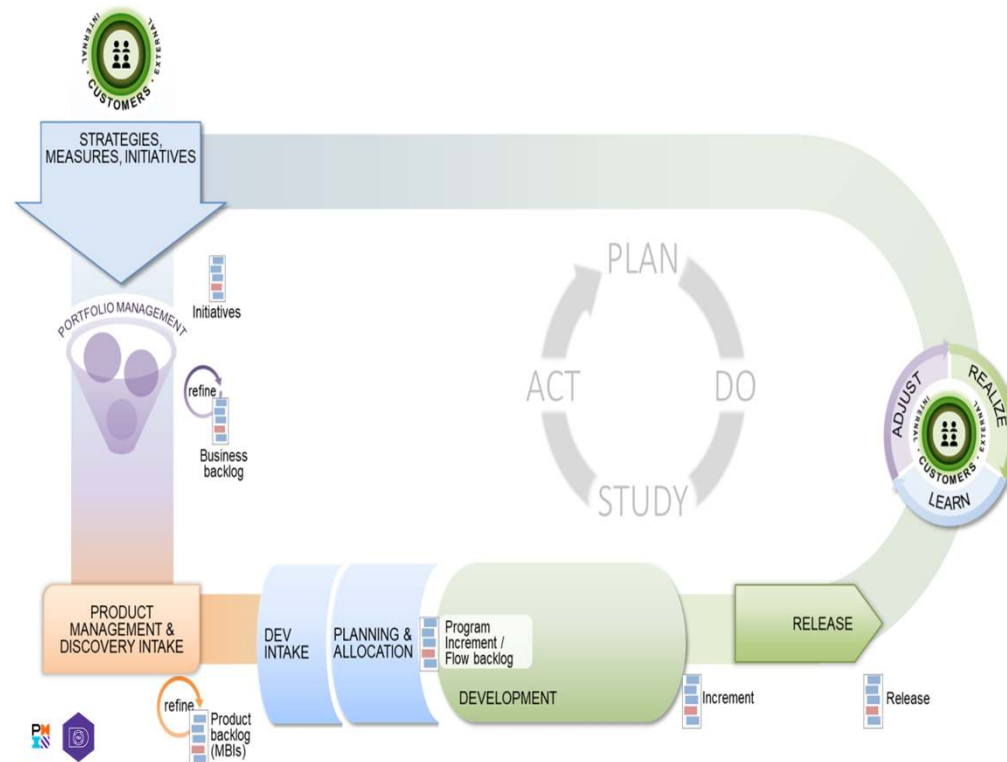 INTERNAL · CUSTOMERS · EXTERNAL
STRATEGIES,
MEASURES, INITIATIVES
Initiatives
PORTFOLIO MANAGEMENT
refine
Business
backlog
PLAN
DO
STUDY
ACT
ADJUST
REALIZE
LEARN
INTERNAL · CUSTOMERS · EXTERNAL
PRODUCT
MANAGEMENT &
DISCOVERY INTAKE
refine
Product
backlog
(MBIs)
DEV
INTAKE
PLANNING &
ALLOCATION
Program
Increment /
Flow backlog
DEVELOPMENT
Increment
RELEASE
Release